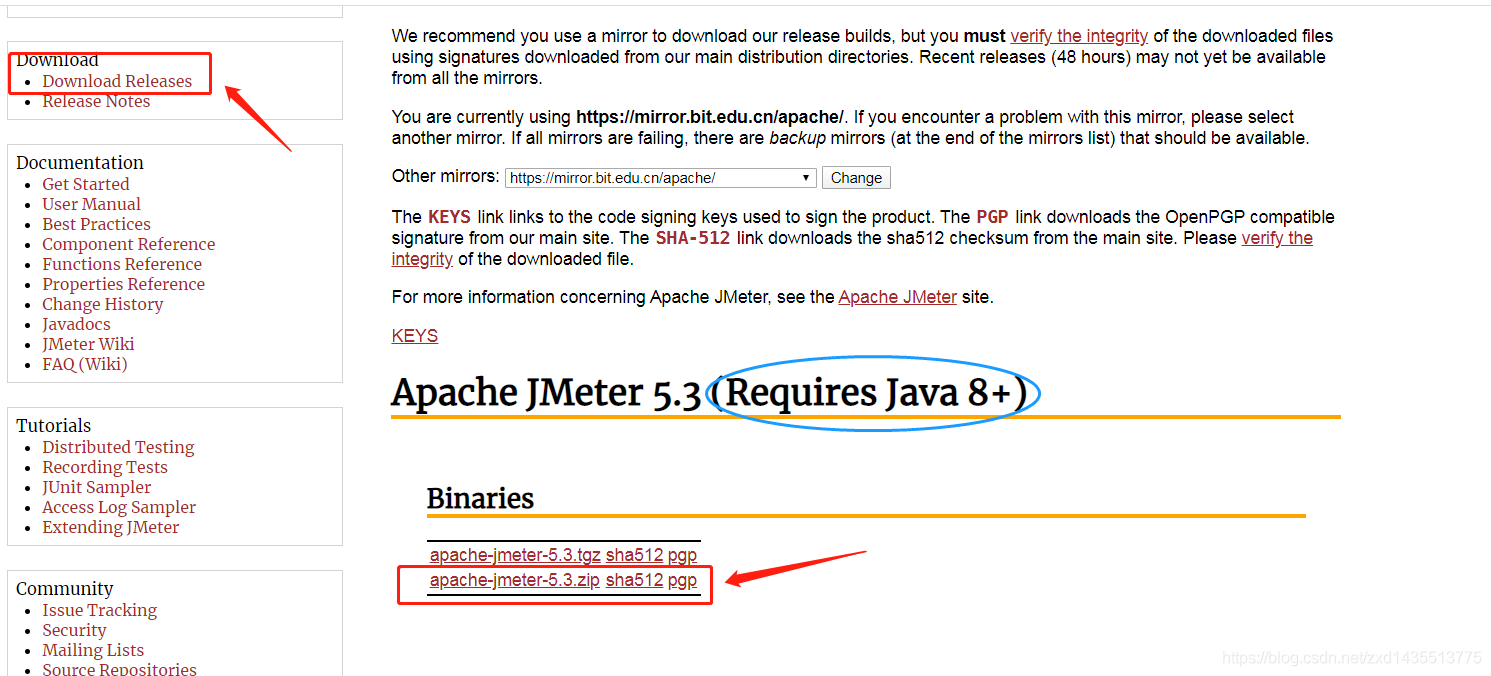 Download
Download Releases
Release Notes
Documentation
Get Started
User Manual
Best Practices
Component Reference
Functions Reference
Properties Reference
Change History
Javadocs
JMeter Wiki
FAQ (Wiki)
Tutorials
Distributed Testing
Recording Tests
JUnit Sampler
Access Log Sampler
Extending JMeter
Community
Issue Tracking
Security
Mailing Lists
Source Repositories
We recommend you use a mirror to download our release builds, but you must verify the integrity of the downloaded files
using signatures downloaded from our main distribution directories. Recent releases (48 hours) may not yet be available
from all the mirrors.
You are currently using https://mirror.bit.edu.cn/apache/. If you encounter a problem with this mirror, please select
another mirror. If all mirrors are failing, there are backup mirrors (at the end of the mirrors list) that should be available.
Other mirrors: https://mirror.bit.edu.cn/apache/ Change
The KEYS link links to the code signing keys used to sign the product. The PGP link downloads the OpenPGP compatible
signature from our main site. The SHA-512 link downloads the sha512 checksum from the main site. Please verify the
integrity of the downloaded file.
For more information concerning Apache JMeter, see the Apache JMeter site.
KEYS
Apache JMeter 5.3 (Requires Java 8+)
Binaries
apache-jmeter-5.3.tgz sha512 pgp
apache-jmeter-5.3.zip sha512 pgp
https://blog.csdn.net/zxd1435513775